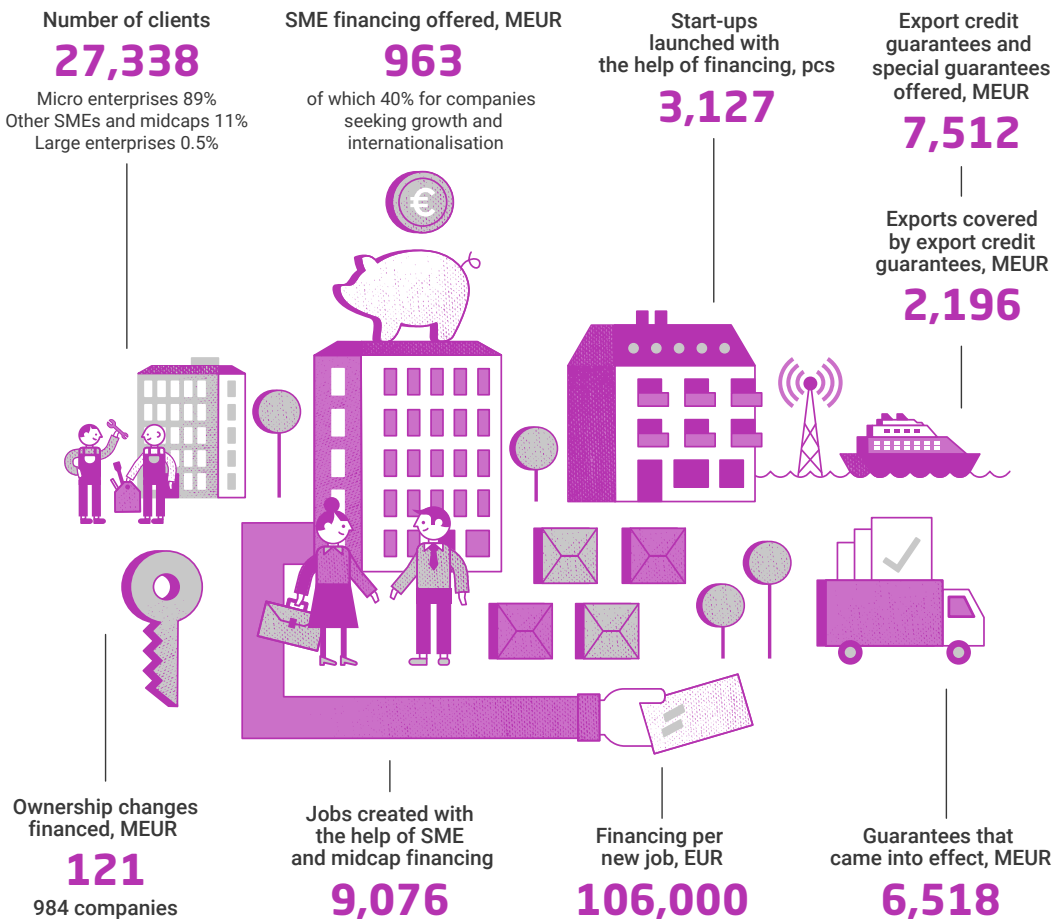 Number of clients
27,338
Micro enterprises 89%
Other SMEs and midcaps 11%
Large enterprises 0.5%
SME financing offered, MEUR
963
of which 40% for companies
seeking growth and
internationalisation
€
Start-ups
launched with
the help of financing, pcs
3,127
Export credit
guarantees and
special guarantees
offered, MEUR
7,512
Exports covered
by export credit
guarantees, MEUR
2,196
Ownership changes
financed, MEUR
121
984 companies
Jobs created with
the help of SME
and midcap financing
9,076
Financing per
new job, EUR
106,000
Guarantees that
came into effect, MEUR
6,518